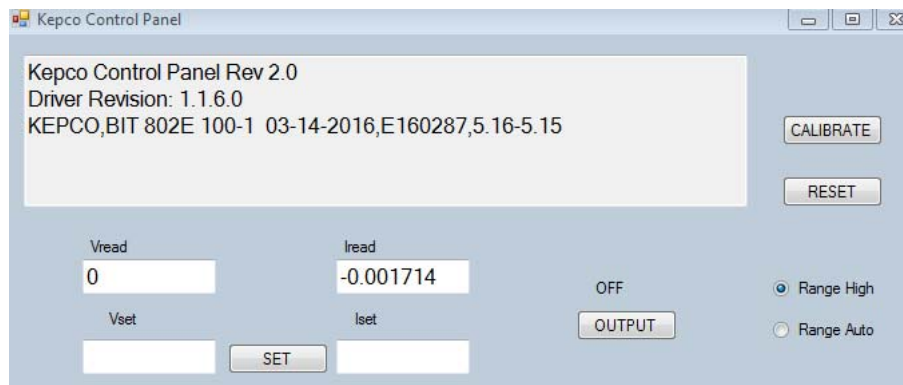 Kepco Control Panel
Kepco Control Panel Rev 2.0
Driver Revision: 1.1.6.0
KEPCO,BIT 802E 100-1 03-14-2016,E160287,5.16-5.15
CALIBRATE
RESET
Vread Iread
0 -0.001714
OFF
Range High
Vset Iset
OUTPUT
Range Auto
SET